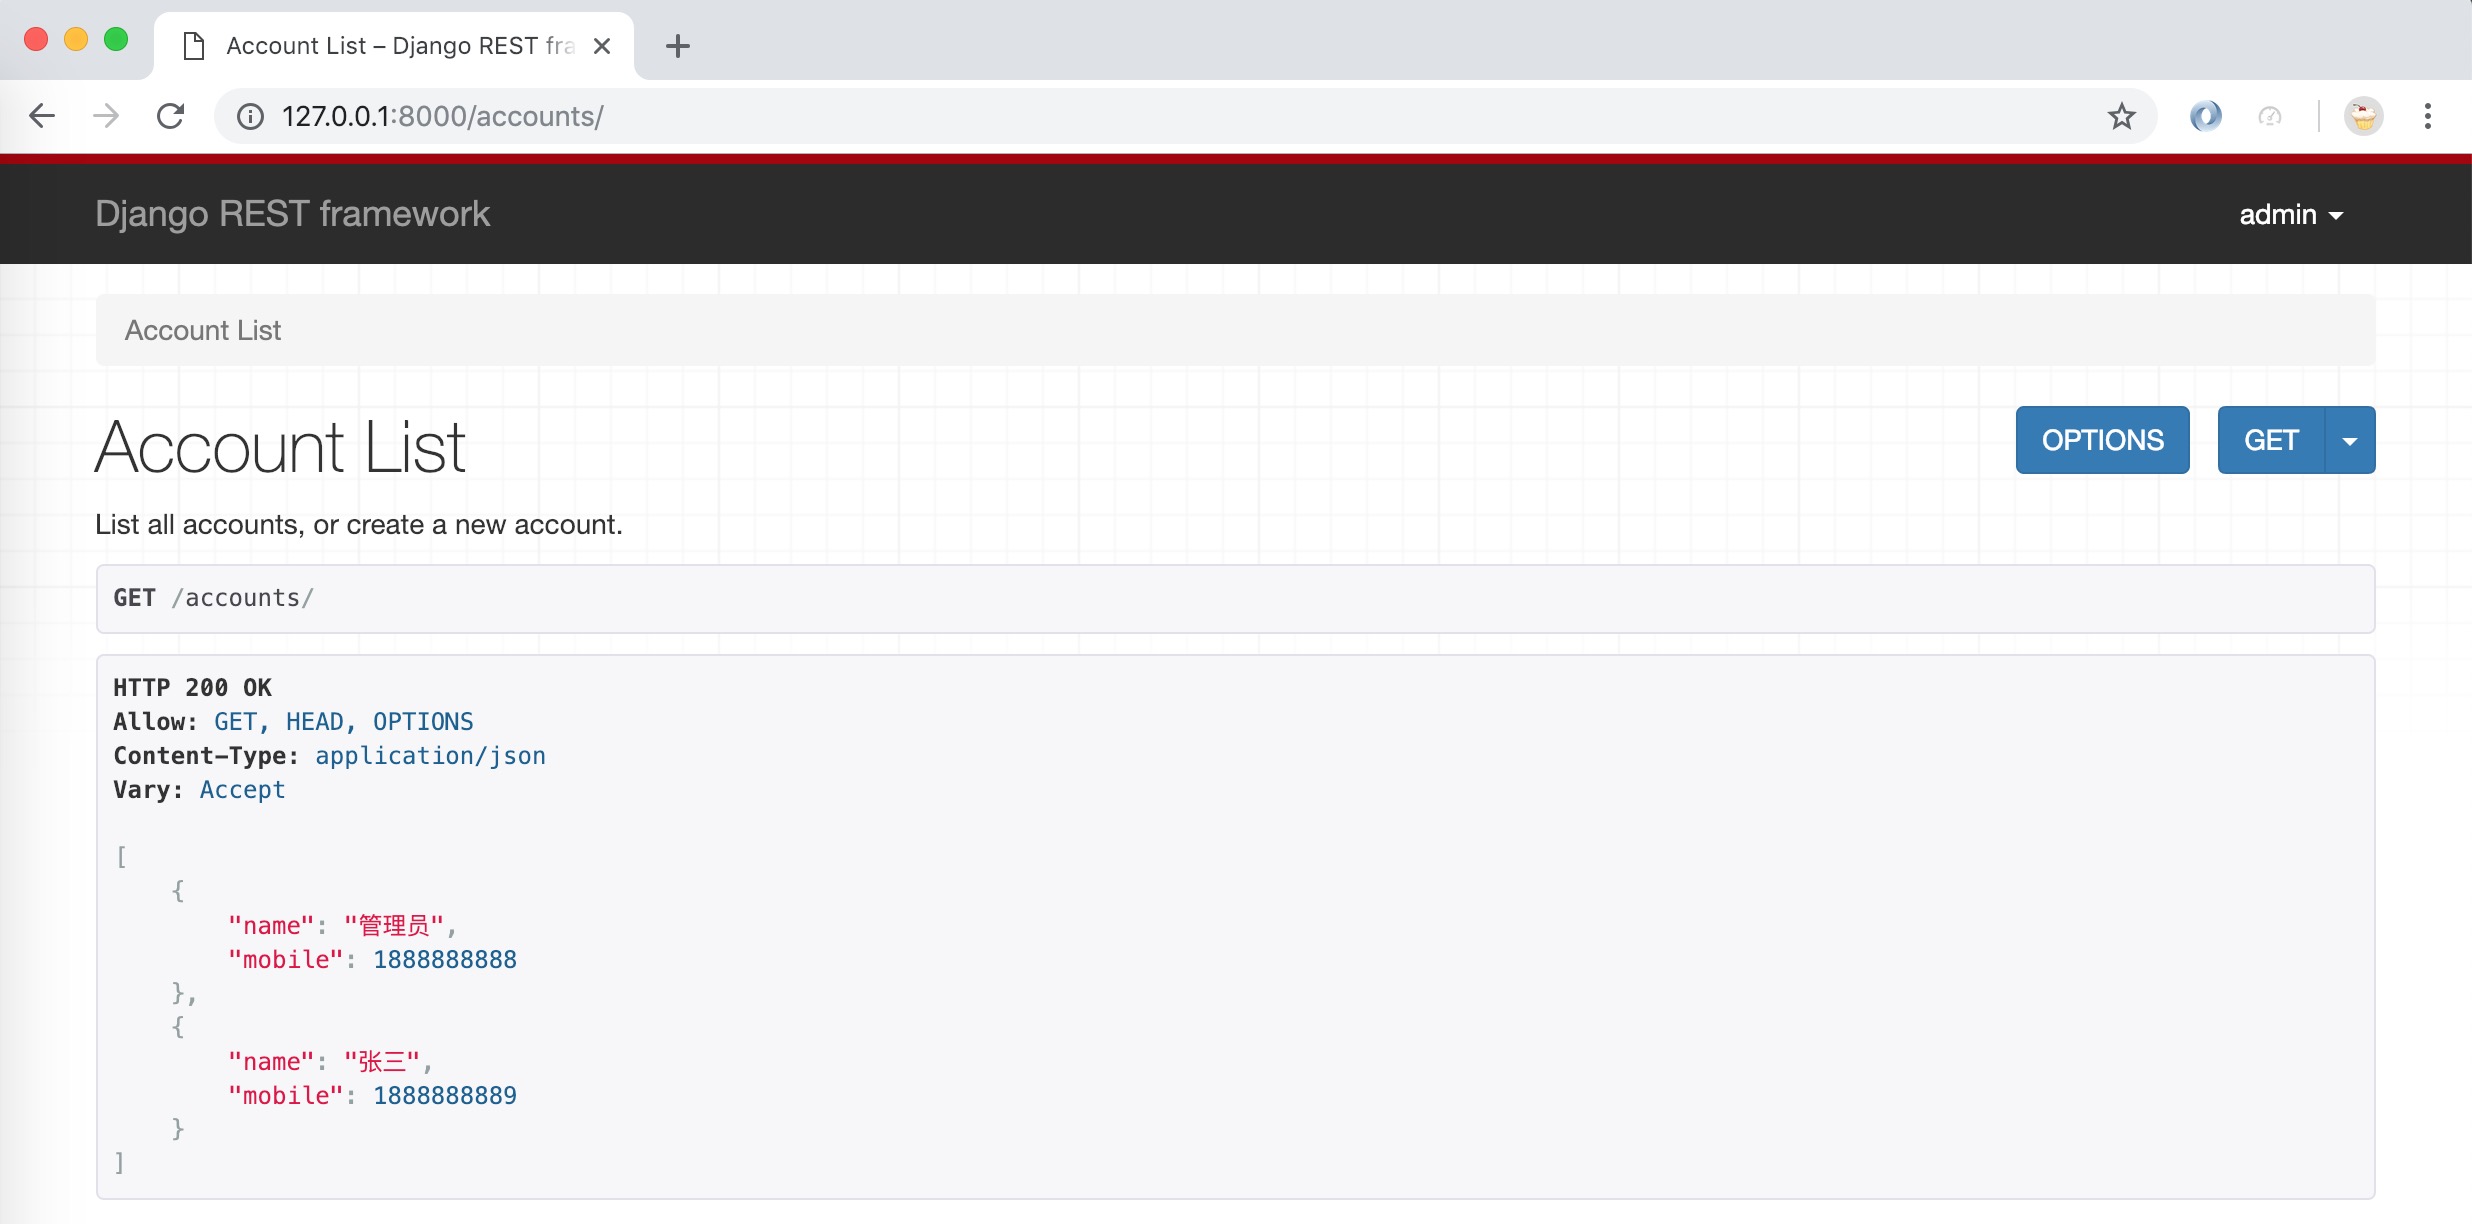 Account List – Django REST fra
127.0.0.1:8000/accounts/
Django REST framework
admin
Account List
Account List
OPTIONS
GET
List all accounts, or create a new account.
GET /accounts/
HTTP 200 OK
Allow: GET, HEAD, OPTIONS
Content-Type: application/json
Vary: Accept
[
    {
        "name": "管理员",
        "mobile": 1888888888
    },
    {
        "name": "张三",
        "mobile": 1888888889
    }
]